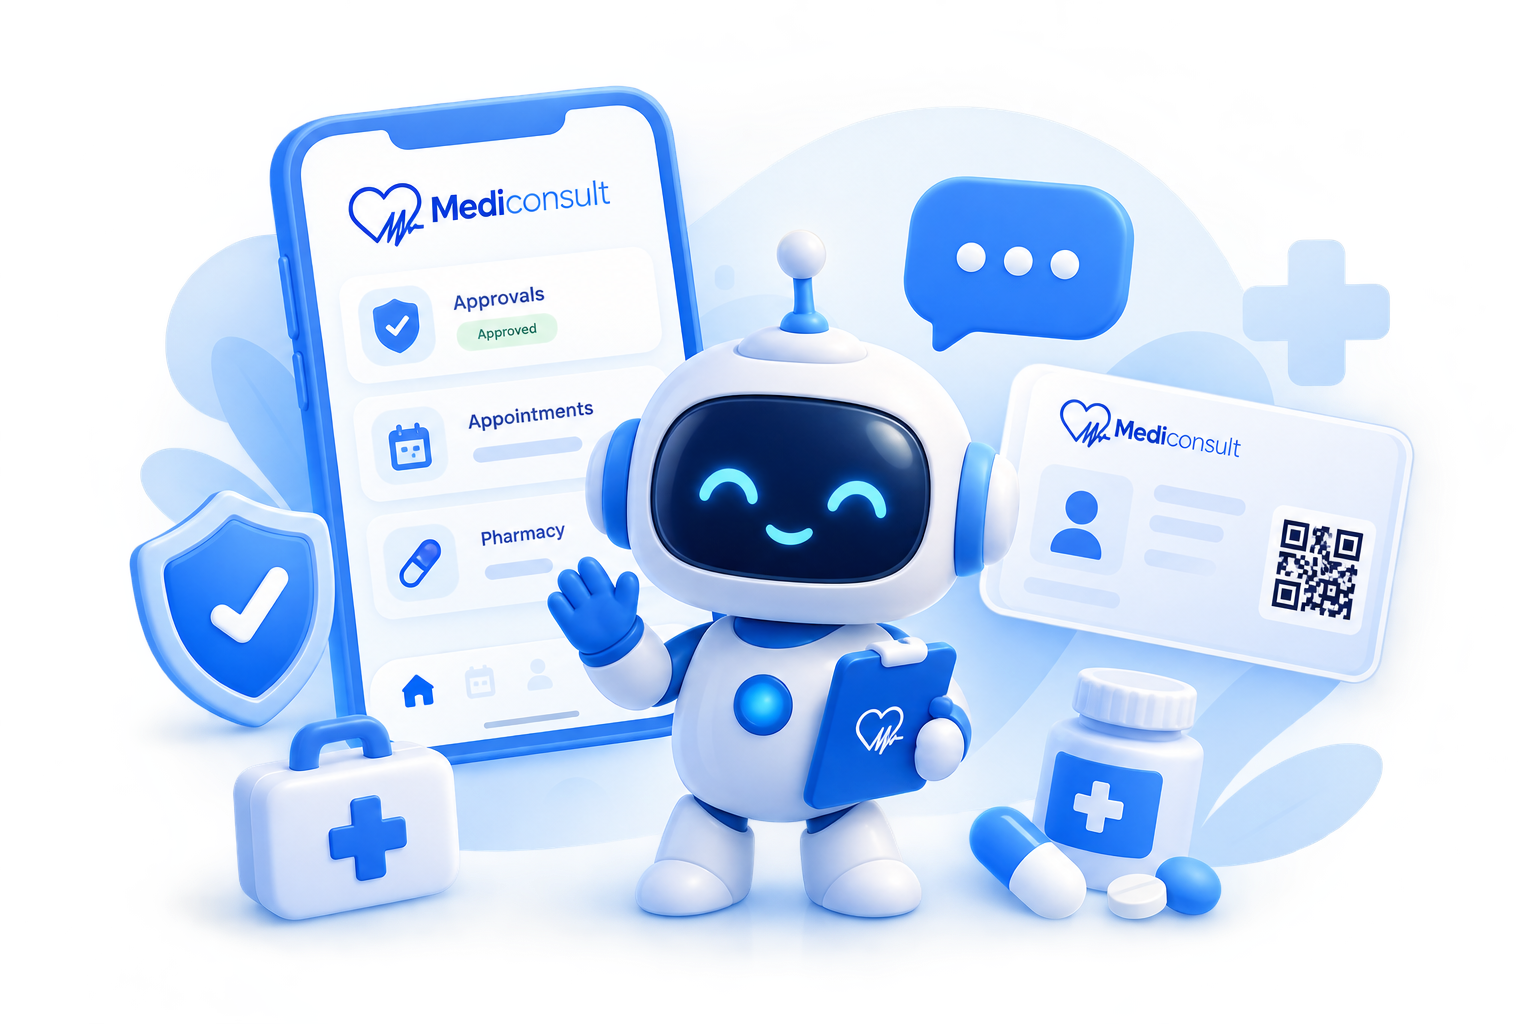 Mediconsult
Approvals
Approved
Appointments
Pharmacy
Mediconsult